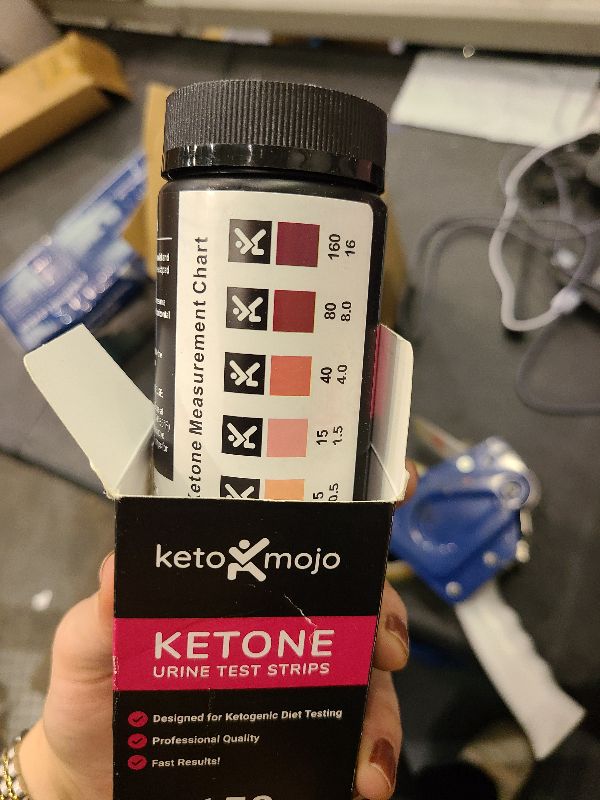 Ketone Measurement Chart
160
16
80
8.0
40
4.0
15
1.5
5
0.5
keto mojo
KETONE
URINE TEST STRIPS
Designed for Ketogenic Diet Testing
Professional Quality
Fast Results!